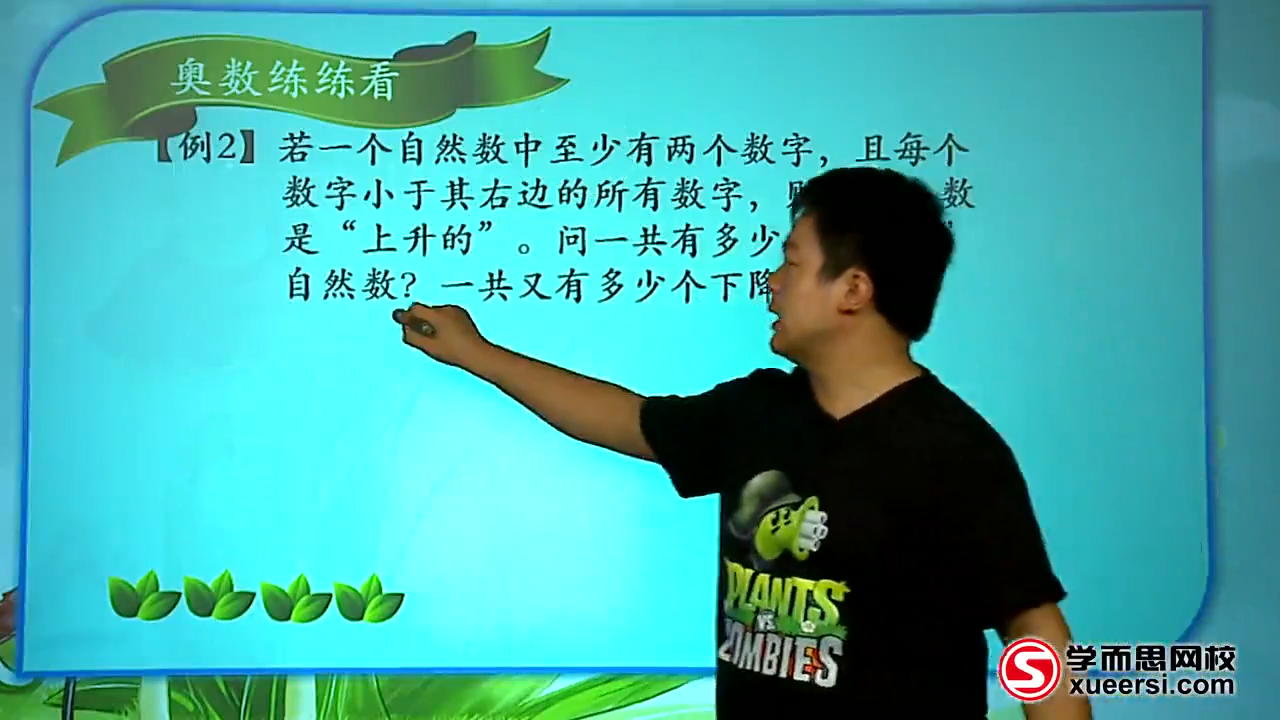 奥数练练看
【例2】若一个自然数中至少有两个数字，且每个
数字小于其右边的所有数字，数
是“上升的”。问一共有多少”
自然数？一共又有多少个下降
PLANTS
VS.
ZOMBIES
学而思网校
xueersi.com